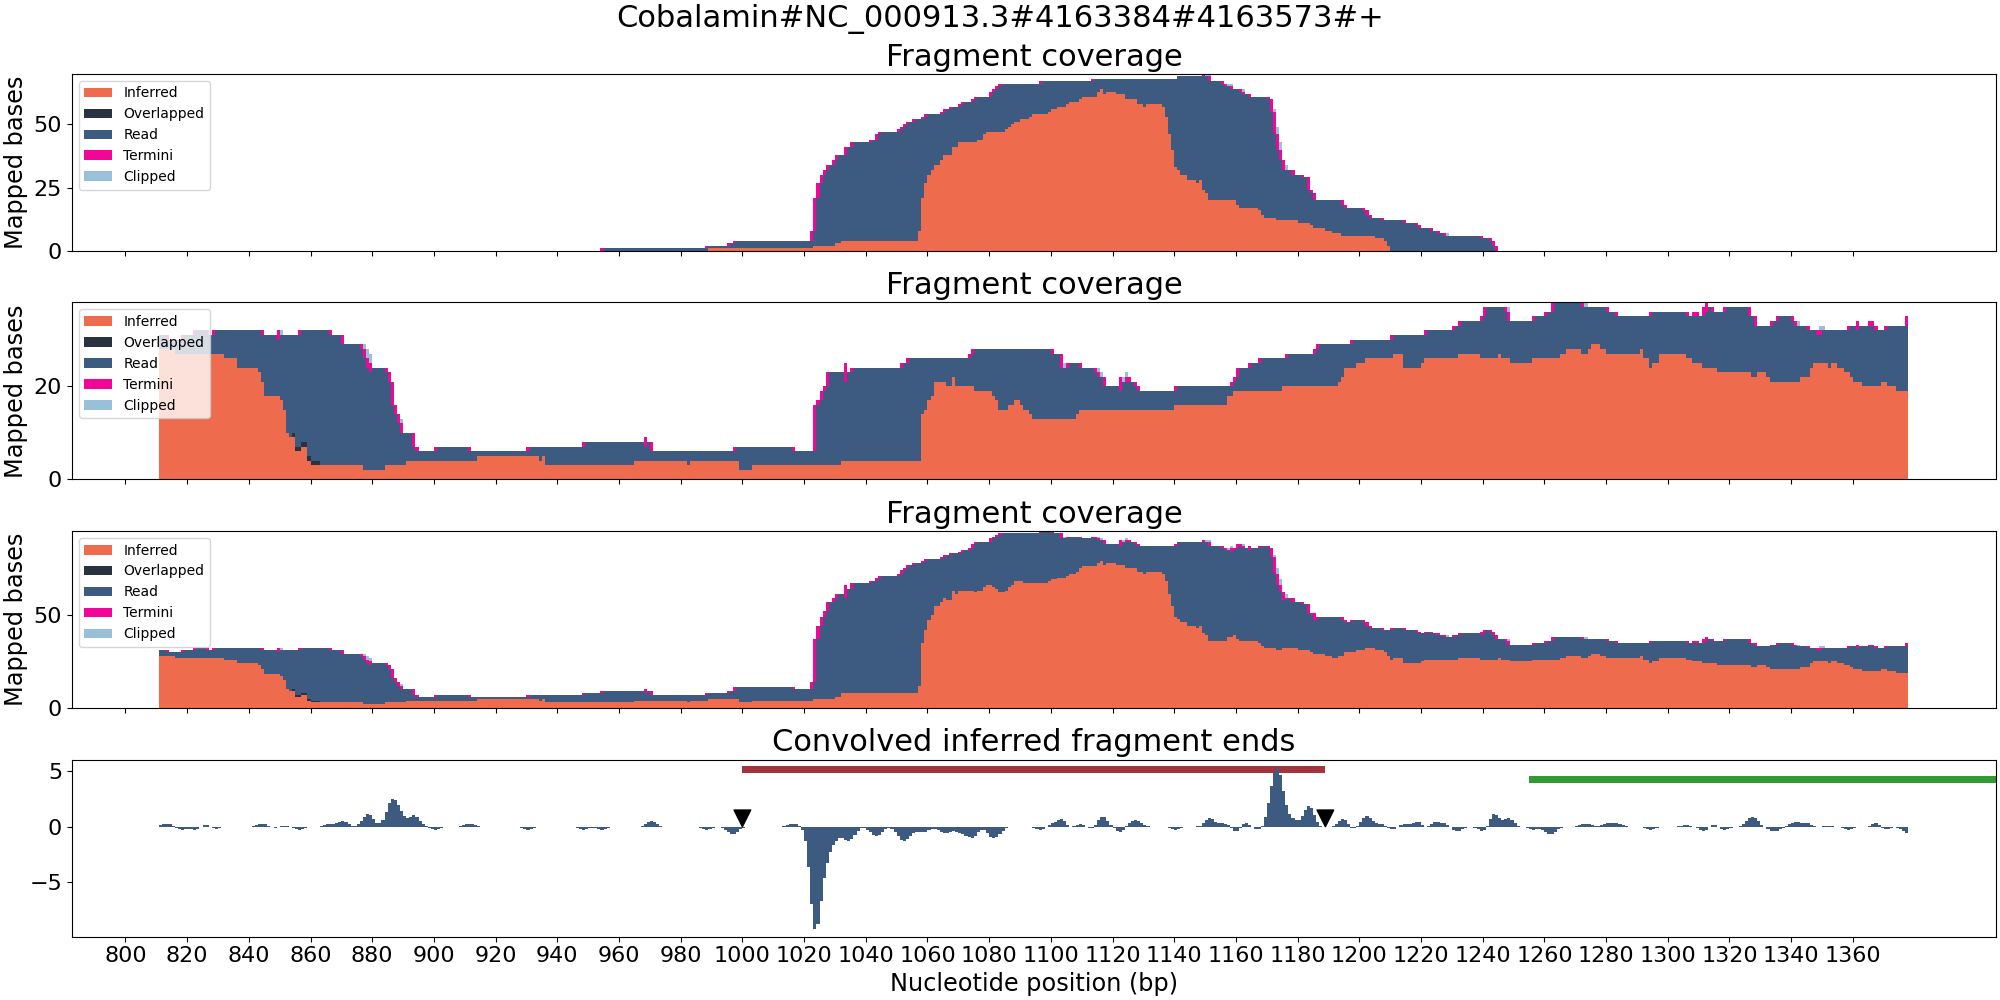 Cobalamin#NC_000913.3#4163384#4163573#+
Fragment coverage
Mapped bases
50
25
0
Inferred
Overlapped
Read
Termini
Clipped
Fragment coverage
Mapped bases
20
0
Inferred
Overlapped
Read
Termini
Clipped
Fragment coverage
Mapped bases
50
0
Inferred
Overlapped
Read
Termini
Clipped
Convolved inferred fragment ends
5
0
−5
800 820 840 860 880 900 920 940 960 980 1000 1020 1040 1060 1080 1100 1120 1140 1160 1180 1200 1220 1240 1260 1280 1300 1320 1340 1360
Nucleotide position (bp)